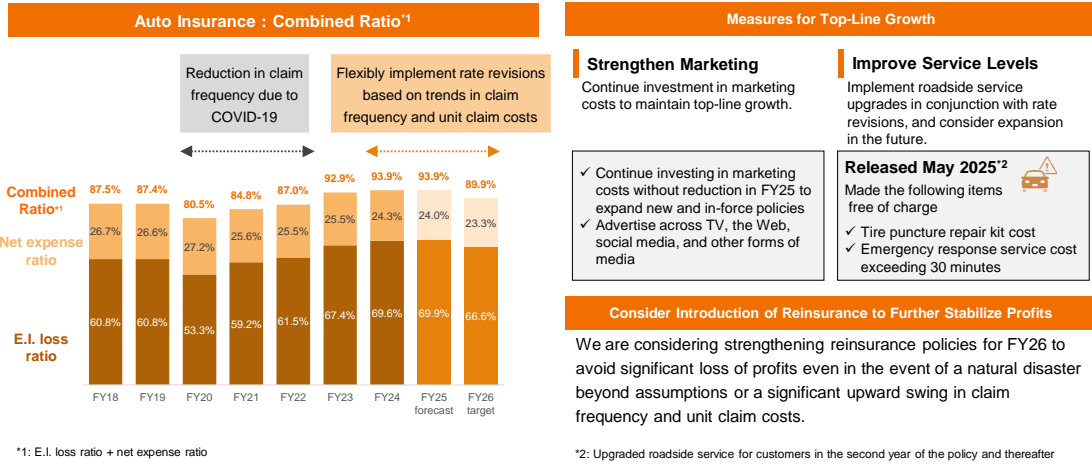 Auto Insurance : Combined Ratio*1
Reduction in claim
frequency due to
COVID-19
Flexibly implement rate revisions
based on trends in claim
frequency and unit claim costs
Combined
Ratio*1
Net expense
ratio
E.I. loss
ratio
87.5% 87.4% 80.5% 84.8% 87.0% 92.9% 93.9% 93.9% 89.9%
26.7% 26.6% 27.2% 25.6% 25.5% 25.5% 24.3% 24.0% 23.3%
60.8% 60.8% 53.3% 59.2% 61.5% 67.4% 69.6% 69.9% 66.6%
FY18 FY19 FY20 FY21 FY22 FY23 FY24 FY25 FY26
forecast target
*1: E.I. loss ratio + net expense ratio
Measures for Top-Line Growth
Strengthen Marketing
Continue investment in marketing
costs to maintain top-line growth.
✓ Continue investing in marketing
costs without reduction in FY25 to
expand new and in-force policies
✓ Advertise across TV, the Web,
social media, and other forms of
media
Improve Service Levels
Implement roadside service
upgrades in conjunction with rate
revisions, and consider expansion
in the future.
Released May 2025*2
Made the following items
free of charge
✓ Tire puncture repair kit cost
✓ Emergency response service cost
exceeding 30 minutes
Consider Introduction of Reinsurance to Further Stabilize Profits
We are considering strengthening reinsurance policies for FY26 to
avoid significant loss of profits even in the event of a natural disaster
beyond assumptions or a significant upward swing in claim
frequency and unit claim costs.
*2: Upgraded roadside service for customers in the second year of the policy and thereafter